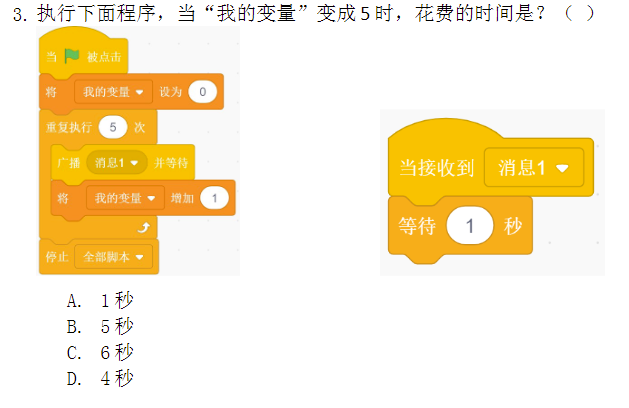 3. 执行下面程序，当“我的变量”变成5时，花费的时间是？（ ）
当 被点击
将 我的变量 设为 0
重复执行 5 次
广播 消息1 并等待
将 我的变量 增加 1
停止 全部脚本
当接收到 消息1
等待 1 秒
A. 1秒
B. 5秒
C. 6秒
D. 4秒